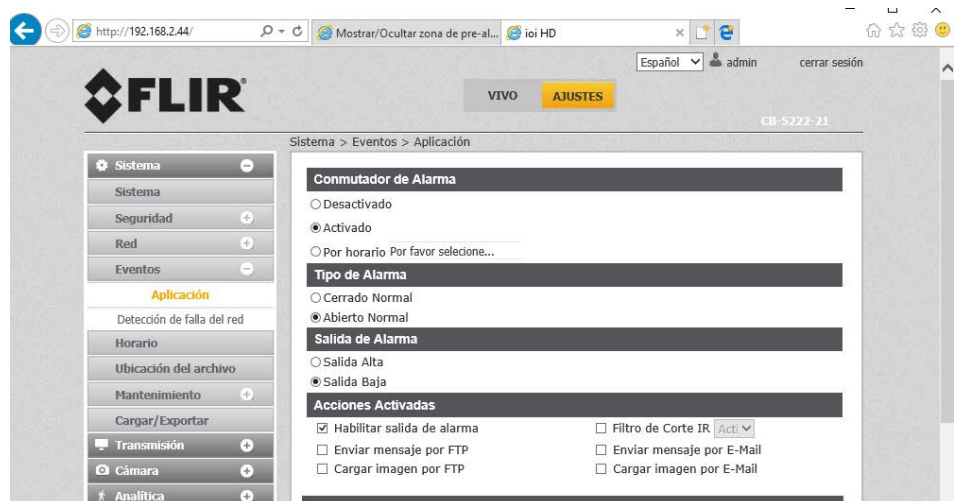 http://192.168.2.44/
Mostrar/Ocultar zona de pre-al...
ioi HD
Español
admin
cerrar sesión
FLIR
VIVO
AJUSTES
CB-5222-21
Sistema > Eventos > Aplicación
Sistema
Sistema
Seguridad
Red
Eventos
Aplicación
Detección de falla del red
Horario
Ubicación del archivo
Mantenimiento
Cargar/Exportar
Transmisión
Cámara
Analítica
Conmutador de Alarma
Desactivado
Activado
Por horario Por favor selecione...
Tipo de Alarma
Cerrado Normal
Abierto Normal
Salida de Alarma
Salida Alta
Salida Baja
Acciones Activadas
Habilitar salida de alarma
Filtro de Corte IR Acti
Enviar mensaje por FTP
Enviar mensaje por E-Mail
Cargar imagen por FTP
Cargar imagen por E-Mail